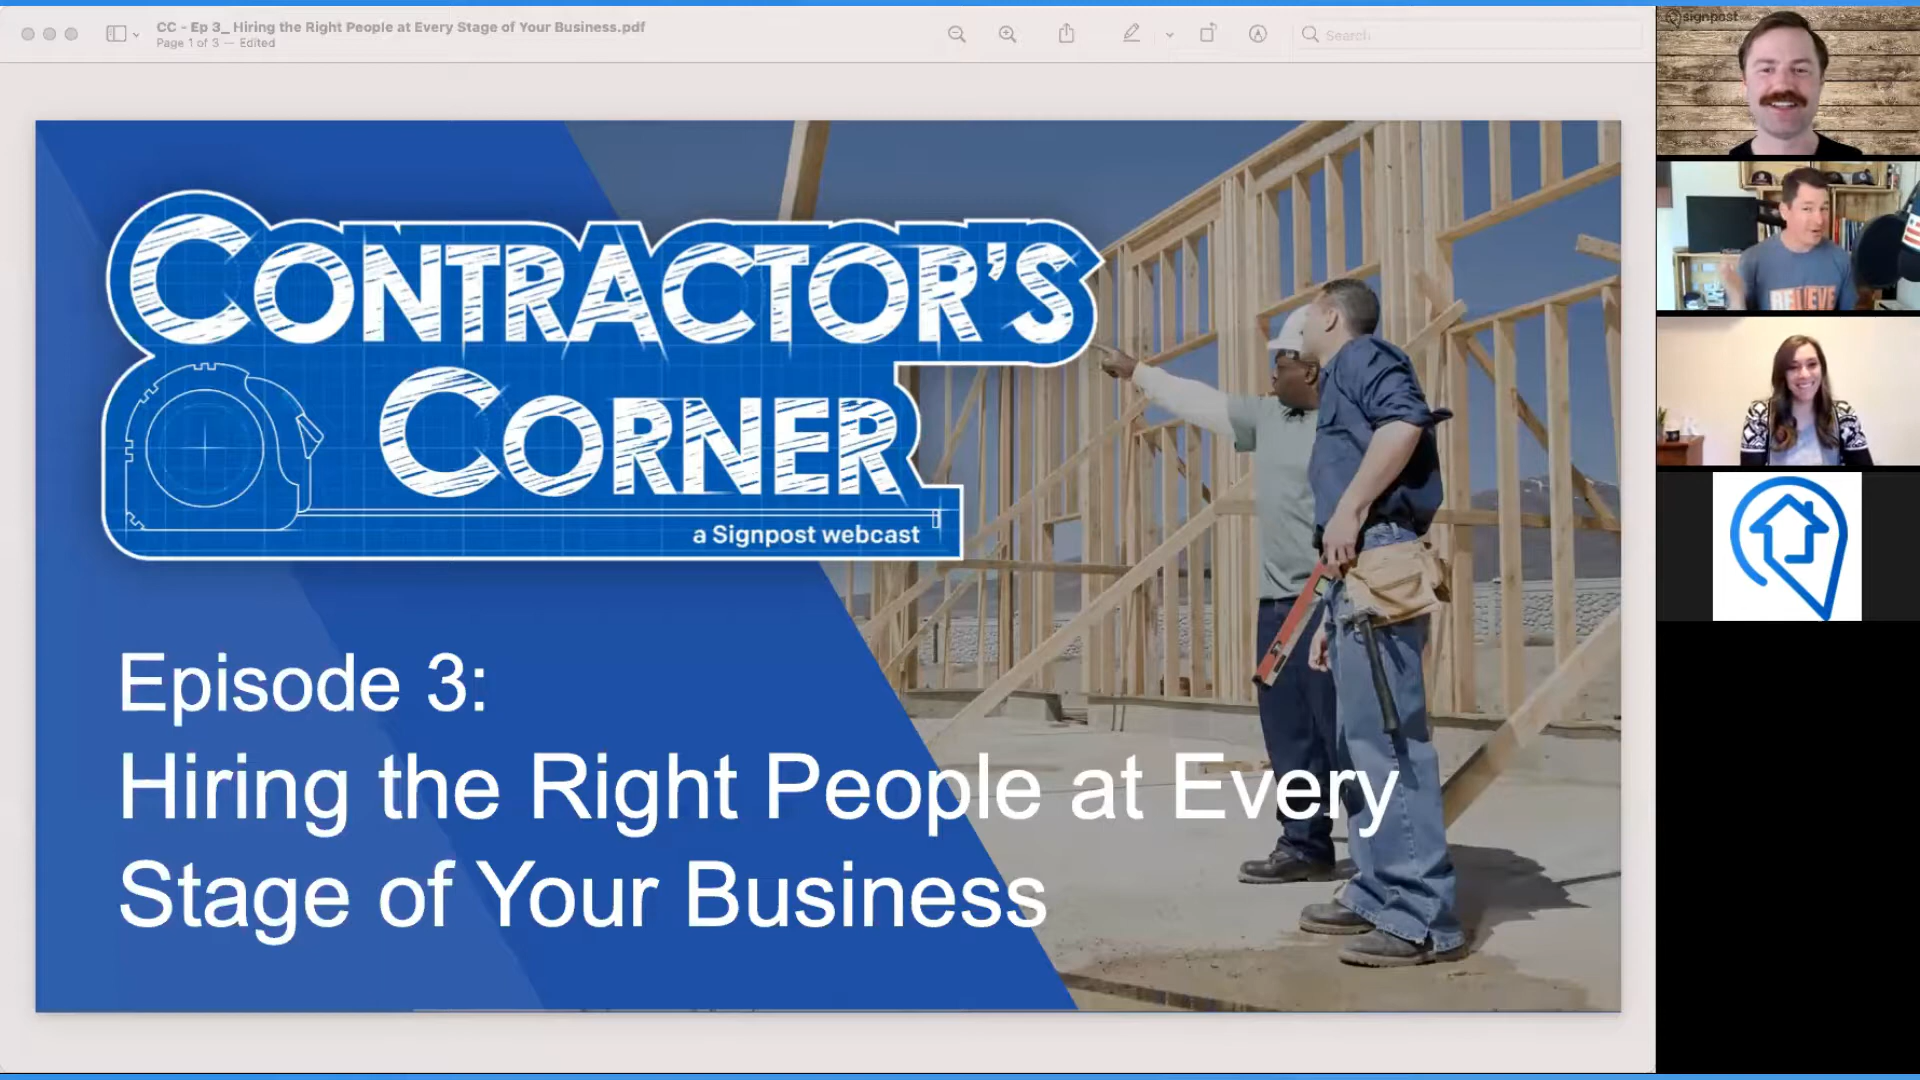 CC - Ep 3_ Hiring the Right People at Every Stage of Your Business.pdf
Page 1 of 3 — Edited
Search
signpost
CONTRACTOR'S
CORNER
a Signpost webcast
Episode 3:
Hiring the Right People at Every
Stage of Your Business
BELIEVE